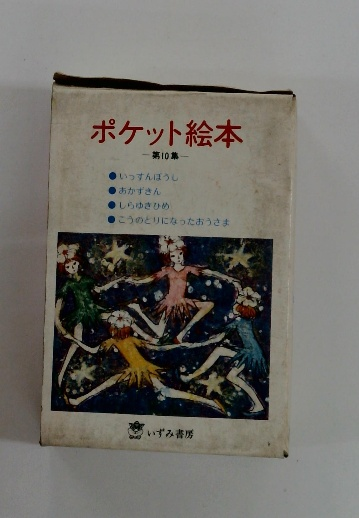 ポケット絵本
―第10集―
●いっすんぼうし
●あかずきん
●しらゆきひめ
●こうのとりになったおうさま
いずみ書房